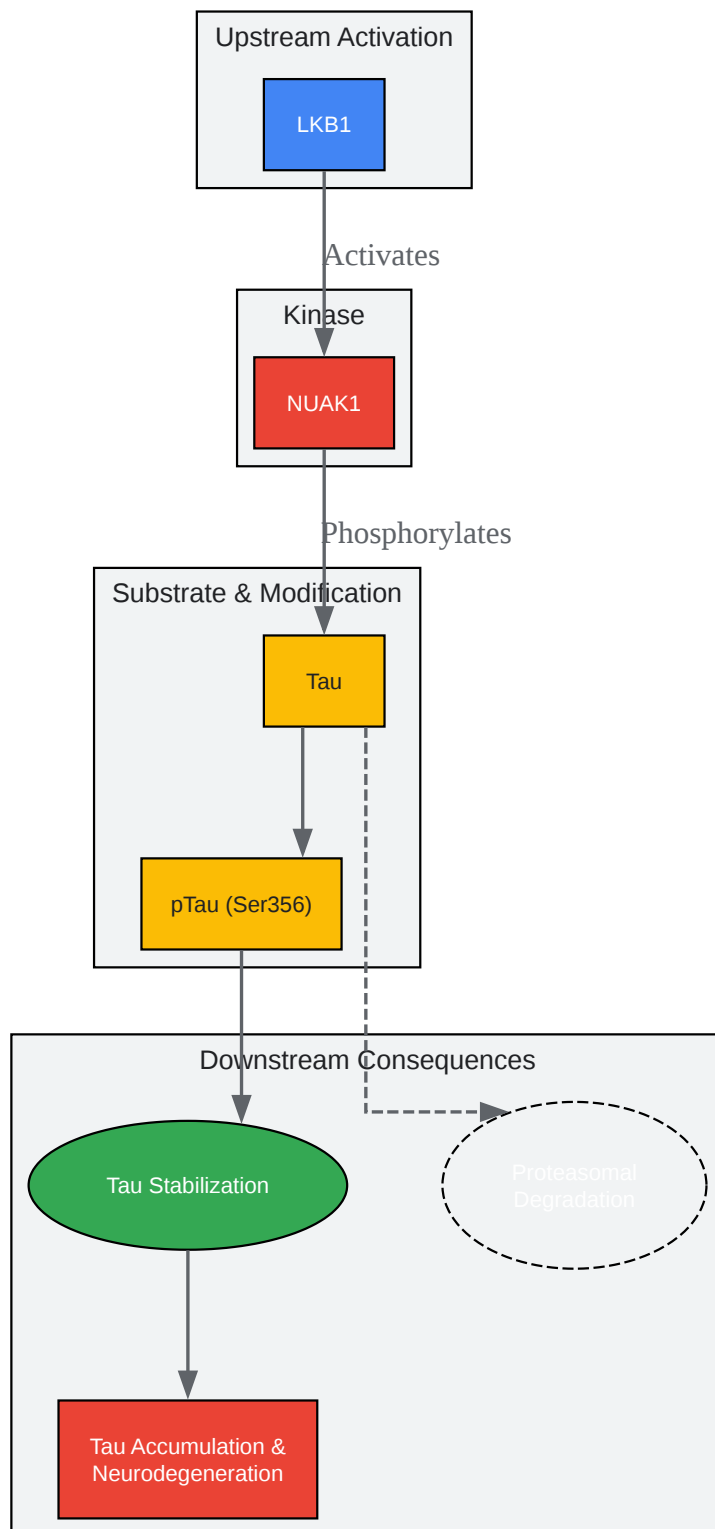 Upstream Activation
LKB1
Activates
Kinase
NUAK1
Phosphorylates
Substrate & Modification
Tau
pTau (Ser356)
Downstream Consequences
Tau Stabilization
Proteasomal
Degradation
Tau Accumulation &
Neurodegeneration